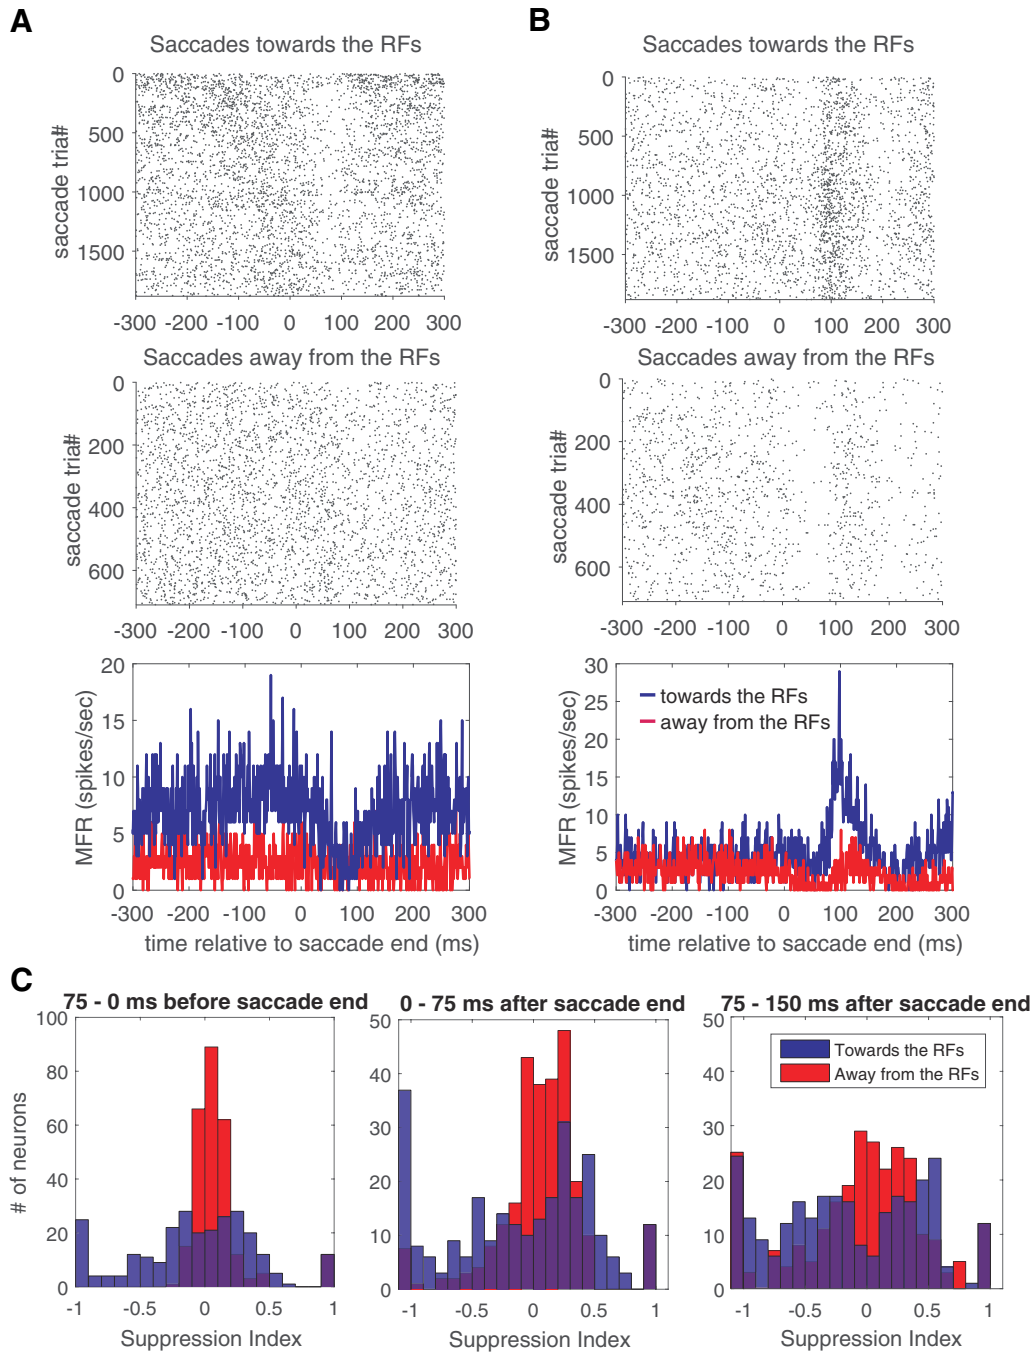 A
B
Saccades towards the RFs
Saccades towards the RFs
0
500
1000
1500
saccade trial#
-300 -200 -100 0 100 200 300
0
500
1000
1500
saccade trial#
-300 -200 -100 0 100 200 300
Saccades away from the RFs
Saccades away from the RFs
0
200
400
600
saccade trial#
-300 -200 -100 0 100 200 300
0
200
400
600
saccade trial#
-300 -200 -100 0 100 200 300
20
15
10
5
0
MFR (spikes/sec)
-300 -200 -100 0 100 200 300
time relative to saccade end (ms)
30
25
20
15
10
5
0
MFR (spikes/sec)
towards the RFs
away from the RFs
-300 -200 -100 0 100 200 300
time relative to saccade end (ms)
C
75 - 0 ms before saccade end
100
80
60
40
20
0
# of neurons
-1 -0.5 0 0.5 1
Suppression Index
0 - 75 ms after saccade end
50
40
30
20
10
0
-1 -0.5 0 0.5 1
Suppression Index
75 - 150 ms after saccade end
50
40
30
20
10
0
Towards the RFs
Away from the RFs
-1 -0.5 0 0.5 1
Suppression Index